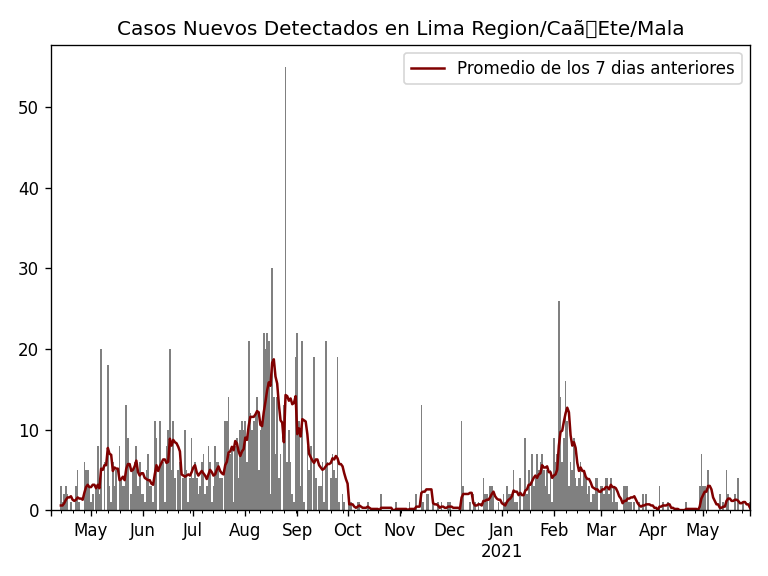 Casos Nuevos Detectados en Lima Region/Caã▯Ete/Mala
Promedio de los 7 dias anteriores
50
40
30
20
10
0
May Jun Jul Aug Sep Oct Nov Dec Jan Feb Mar Apr May
2021